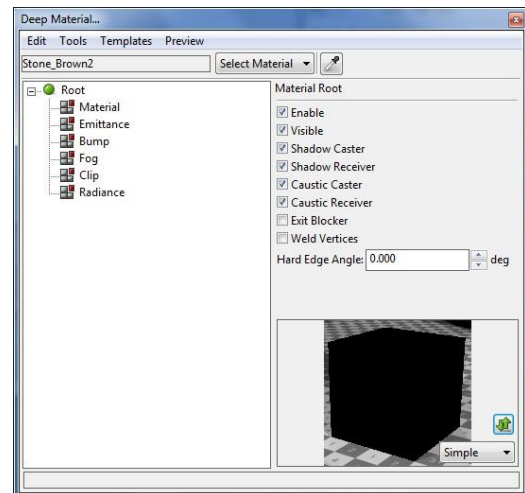 Deep Material...
Edit Tools Templates Preview
Stone_Brown2 Select Material
Root
Material
Emittance
Bump
Fog
Clip
Radiance
Material Root
Enable
Visible
Shadow Caster
Shadow Receiver
Caustic Caster
Caustic Receiver
Exit Blocker
Weld Vertices
Hard Edge Angle: 0.000 deg
Simple